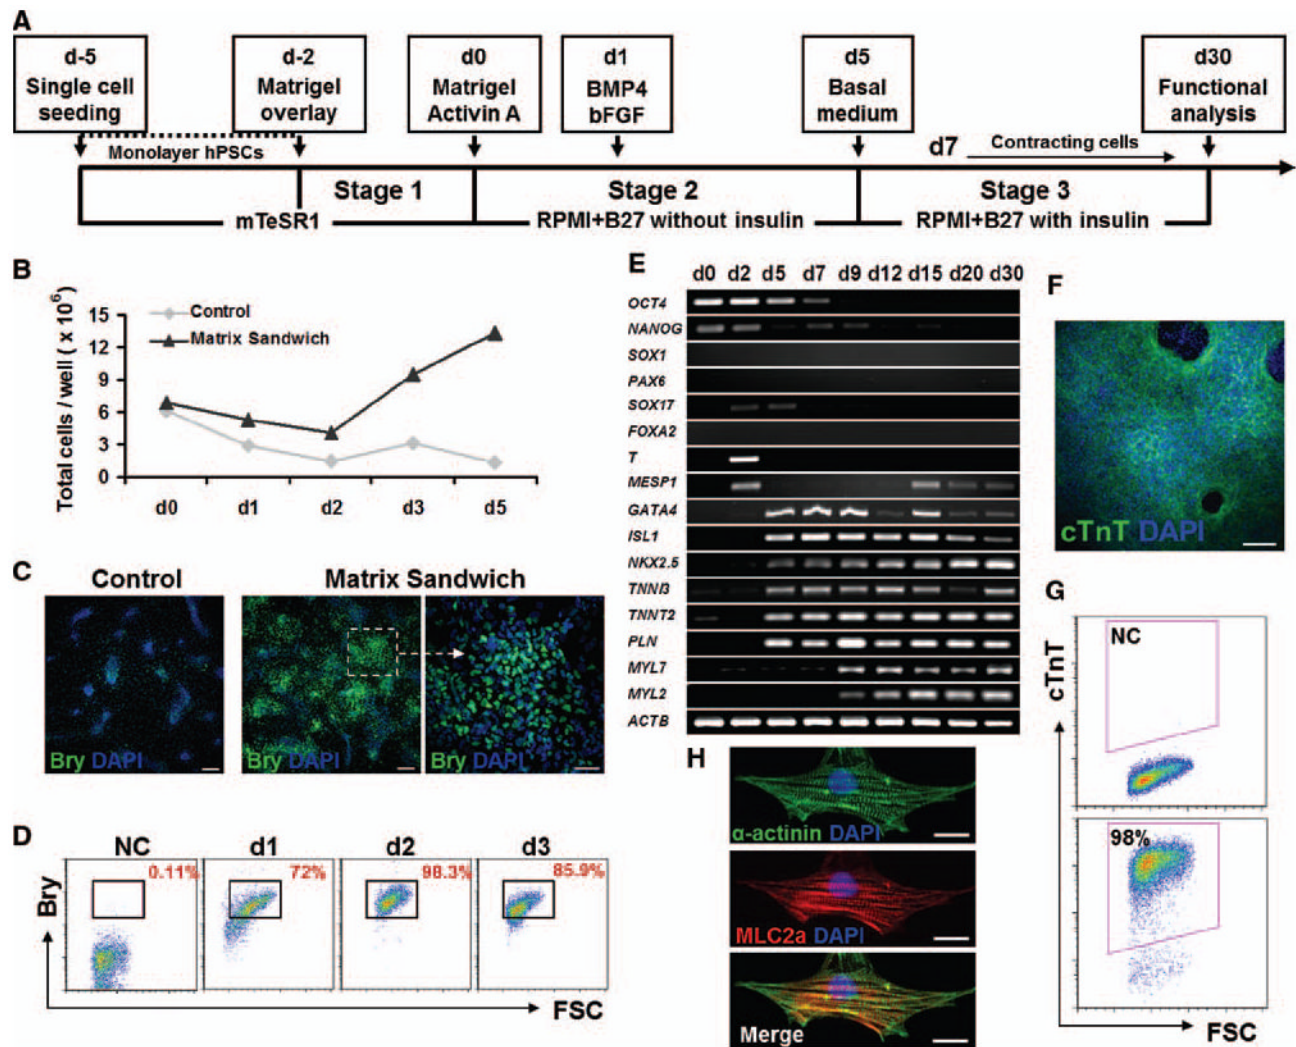 A
d-5
Single cell
seeding
d-2
Matrigel
overlay
d0
Matrigel
Activin A
d1
BMP4
bFGF
d5
Basal
medium
d30
Functional
analysis
Monolayer hPSCs
d7
Contracting cells
Stage 1
Stage 2
Stage 3
mTeSR1
RPMI+B27 without insulin
RPMI+B27 with insulin
B
Total cells / well ( x 10⁶)
15
12
9
6
3
0
Control
Matrix Sandwich
d0 d1 d2 d3 d5
C
Control
Matrix Sandwich
Bry DAPI
Bry DAPI
Bry DAPI
D
NC d1 d2 d3
0.11% 72% 98.3% 85.9%
Bry
FSC
E
d0 d2 d5 d7 d9 d12 d15 d20 d30
OCT4
NANOG
SOX1
PAX6
SOX17
FOXA2
T
MESP1
GATA4
ISL1
NKX2.5
TNNI3
TNNT2
PLN
MYL7
MYL2
ACTB
F
cTnT DAPI
G
cTnT
NC
98%
FSC
H
α-actinin DAPI
MLC2a DAPI
Merge